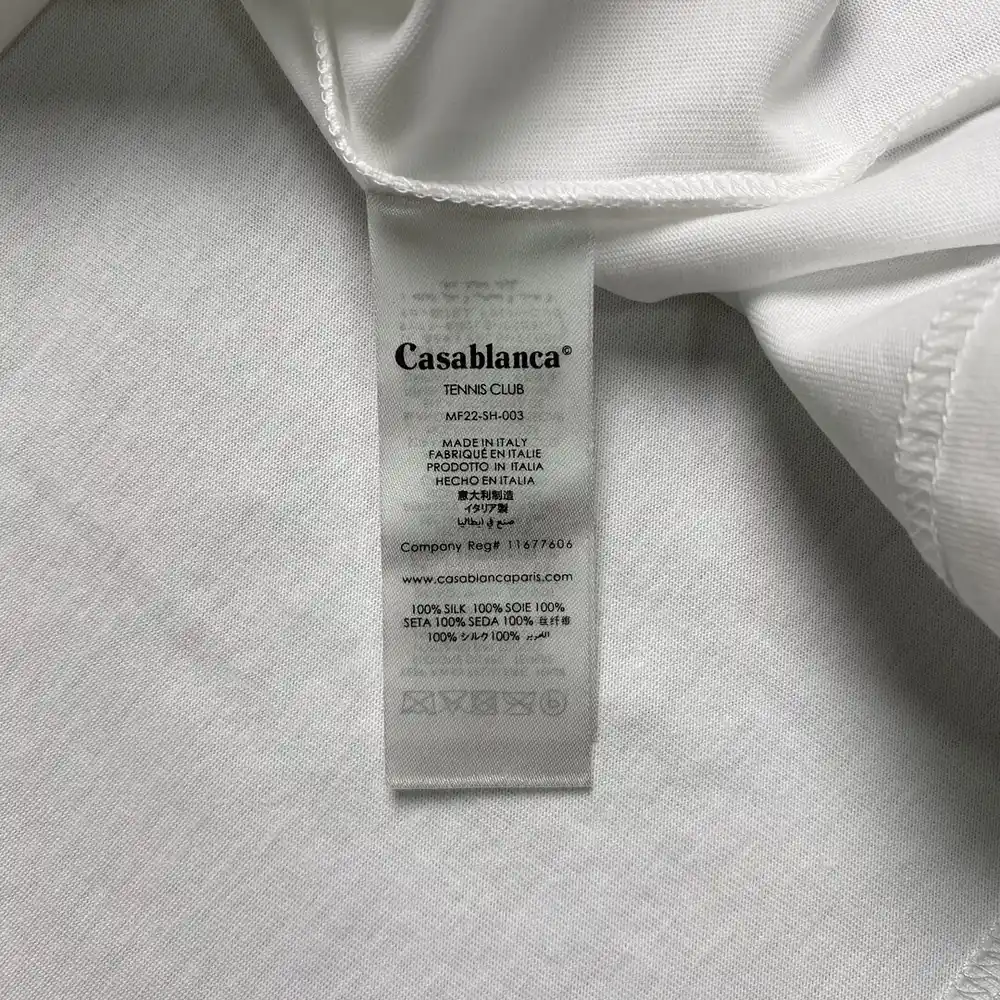 Casablanca©
TENNIS CLUB
MF22-SH-003
MADE IN ITALY
FABRIQUÉ EN ITALIE
PRODOTTO IN ITALIA
HECHO EN ITALIA
意大利制造
イタリア製
صنع في ايطاليا
Company Reg# 11677606
www.casablancaparis.com
100% SILK 100% SOIE 100%
SETA 100% SEDA 100% 丝纤维
100% シルク 100% الحرير